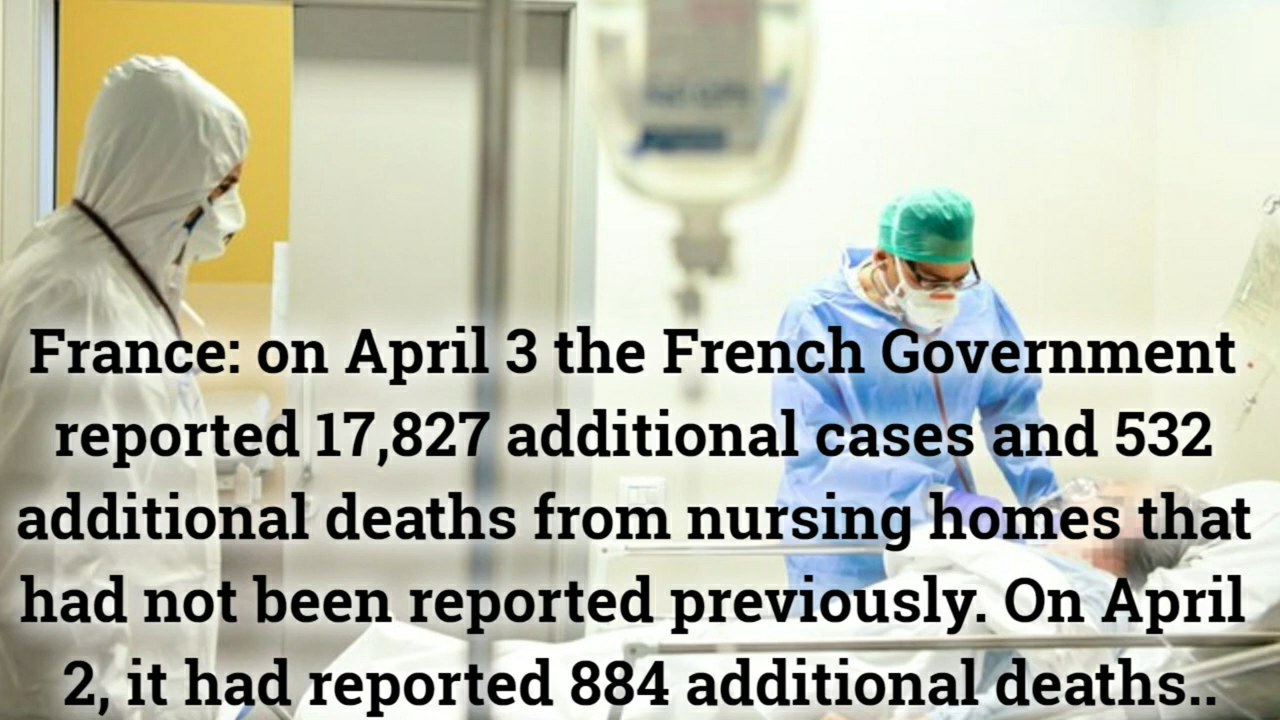 France: on April 3 the French Government
reported 17,827 additional cases and 532
additional deaths from nursing homes that
had not been reported previously. On April
2, it had reported 884 additional deaths..